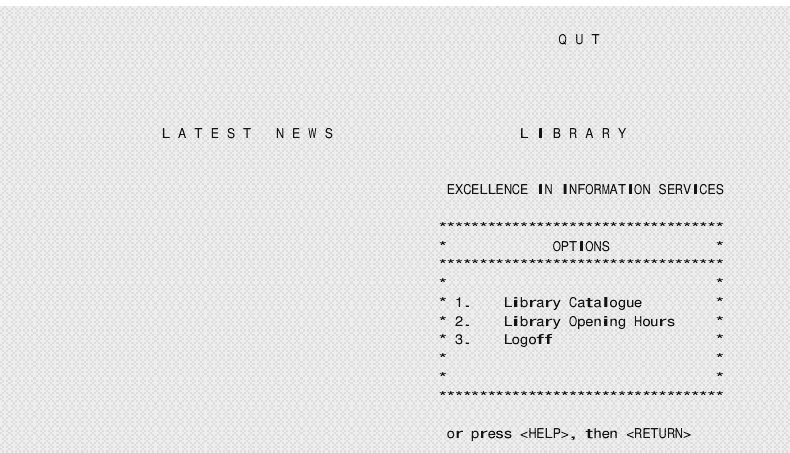 Q U T
L A T E S T   N E W S
L I B R A R Y
EXCELLENCE IN INFORMATION SERVICES
***********************************
* OPTIONS *
***********************************
* *
* 1. Library Catalogue *
* 2. Library Opening Hours *
* 3. Logoff *
* *
* *
***********************************
or press <HELP>, then <RETURN>